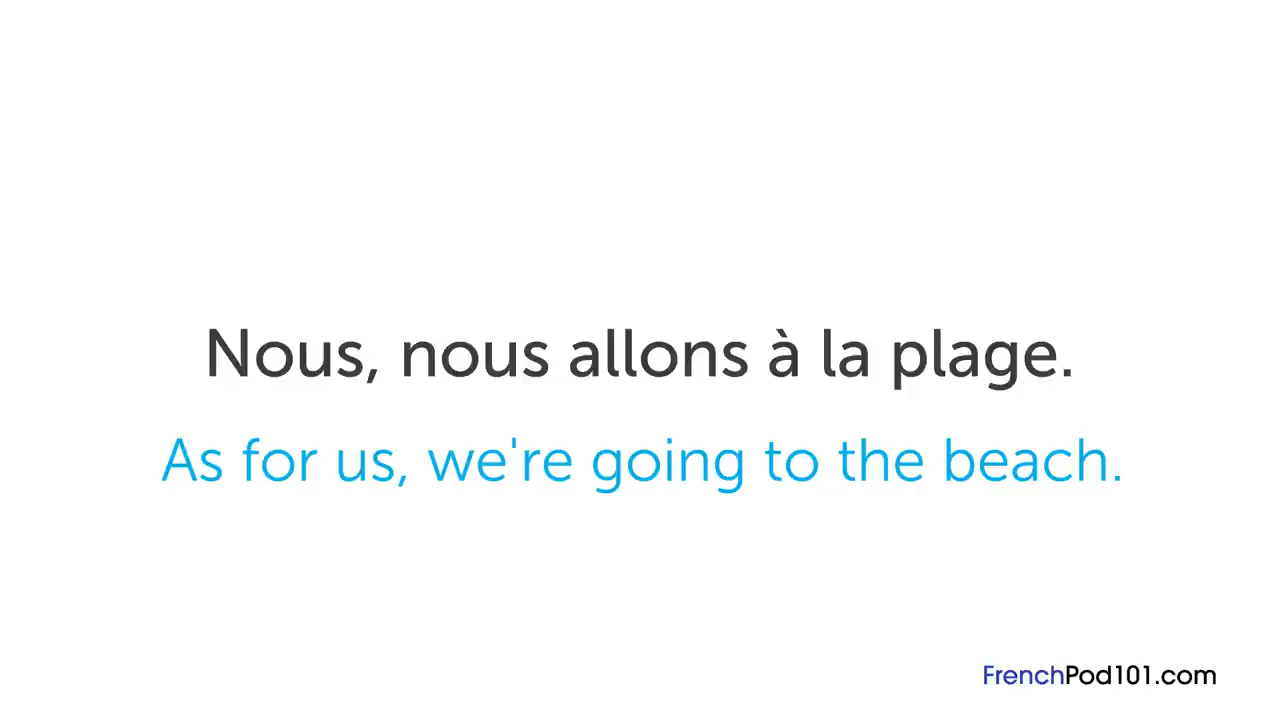 Nous, nous allons à la plage.
As for us, we're going to the beach.
FrenchPod101.com